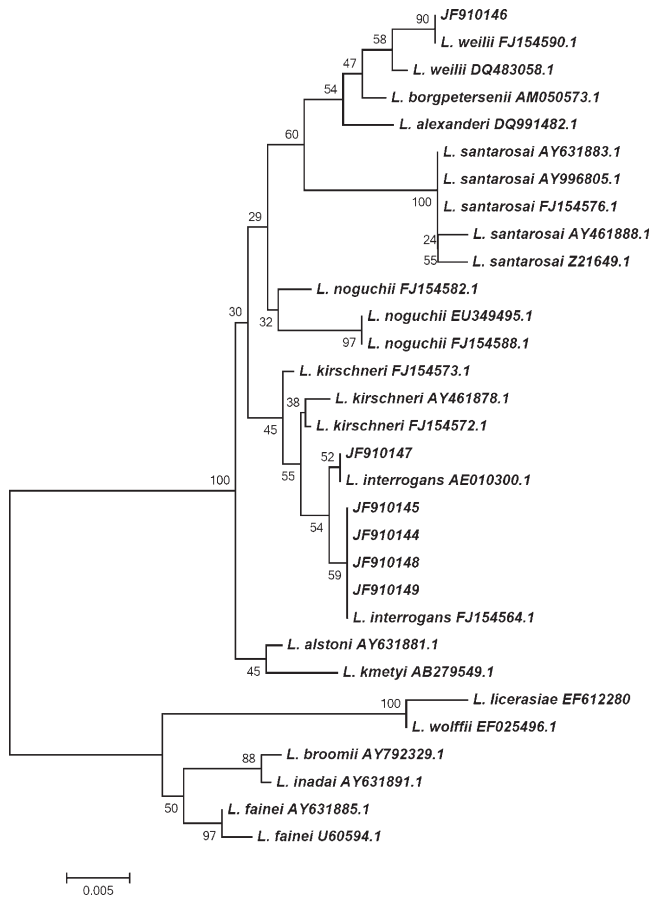 90
JF910146
L. weilii FJ154590.1
58
L. weilii DQ483058.1
47
L. borgpetersenii AM050573.1
54
L. alexanderi DQ991482.1
60
L. santarosai AY631883.1
L. santarosai AY996805.1
100
L. santarosai FJ154576.1
L. santarosai AY461888.1
24
55
L. santarosai Z21649.1
29
L. noguchii FJ154582.1
32
L. noguchii EU349495.1
97
L. noguchii FJ154588.1
30
L. kirschneri FJ154573.1
38
L. kirschneri AY461878.1
45
L. kirschneri FJ154572.1
52
JF910147
55
L. interrogans AE010300.1
JF910145
54
JF910144
JF910148
59
JF910149
L. interrogans FJ154564.1
100
L. alstoni AY631881.1
45
L. kmetyi AB279549.1
100
L. licerasiae EF612280
L. wolffii EF025496.1
88
L. broomii AY792329.1
L. inadai AY631891.1
50
L. fainei AY631885.1
97
L. fainei U60594.1
0.005